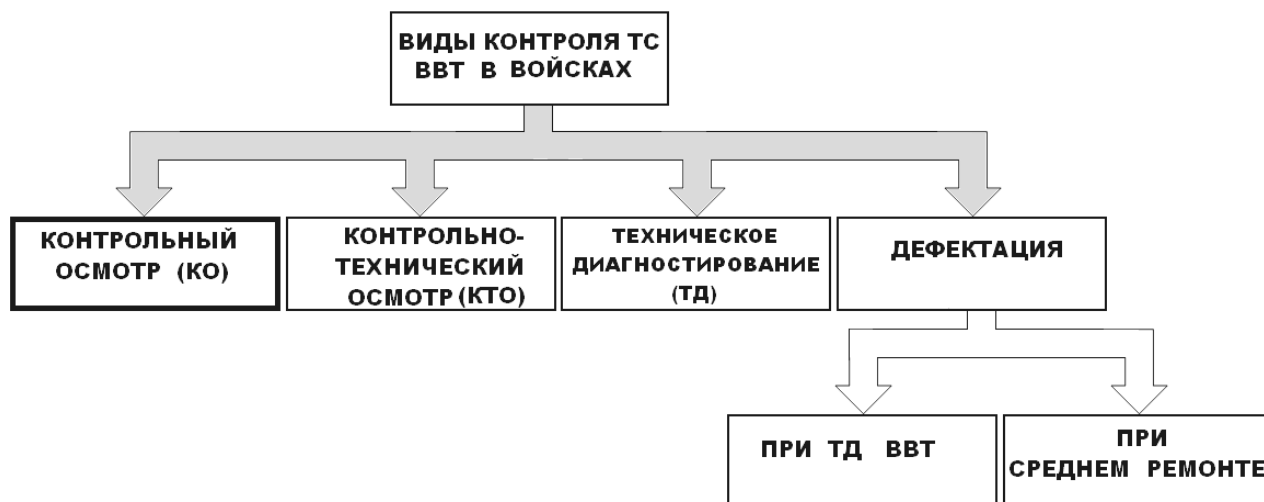 ВИДЫ КОНТРОЛЯ ТС
ВВТ В ВОЙСКАХ
КОНТРОЛЬНЫЙ
ОСМОТР (КО)
КОНТРОЛЬНО-
ТЕХНИЧЕСКИЙ
ОСМОТР (КТО)
ТЕХНИЧЕСКОЕ
ДИАГНОСТИРОВАНИЕ
(ТД)
ДЕФЕКТАЦИЯ
ПРИ ТД ВВТ
ПРИ
СРЕДНЕМ РЕМОНТЕ